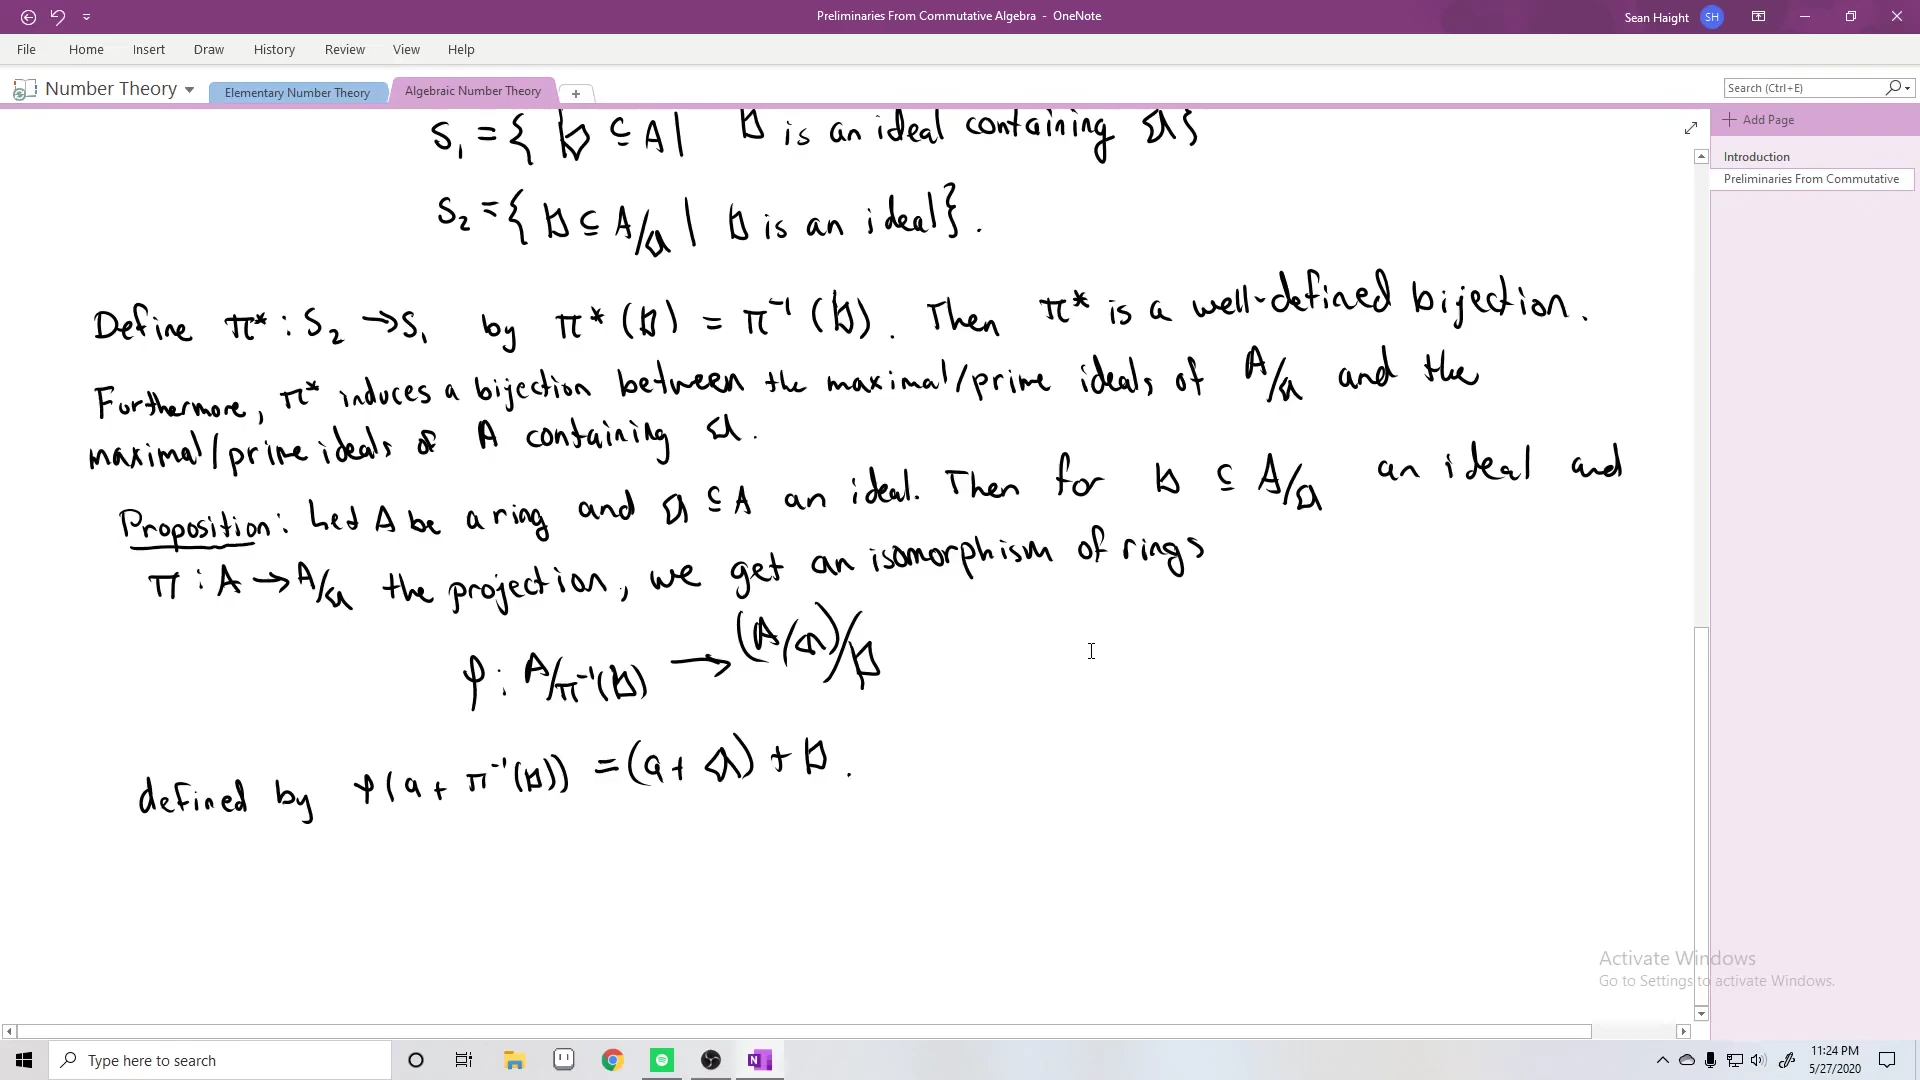 Preliminaries From Commutative Algebra - OneNote
Sean Haight SH
File Home Insert Draw History Review View Help
Number Theory Elementary Number Theory Algebraic Number Theory +
Search (Ctrl+E)
Add Page
Introduction
Preliminaries From Commutative
S₁ = { 𝔟 ⊆ A | 𝔟 is an ideal containing 𝔞 }
S₂ = { 𝔟 ⊆ A/𝔞 | 𝔟 is an ideal }.
Define π* : S₂ → S₁ by π*(𝔟) = π⁻¹(𝔟). Then π* is a well-defined bijection.
Furthermore, π* induces a bijection between the maximal/prime ideals of A/𝔞 and the
maximal/prime ideals of A containing 𝔞.
Proposition: Let A be a ring and 𝔞 ⊆ A an ideal. Then for 𝔟 ⊆ A/𝔞 an ideal and
π : A → A/𝔞 the projection, we get an isomorphism of rings
φ : A/π⁻¹(𝔟) → (A/𝔞)/𝔟
defined by φ(a + π⁻¹(𝔟)) = (a + 𝔞) + 𝔟.
Activate Windows
Go to Settings to activate Windows.
Type here to search
11:24 PM
5/27/2020